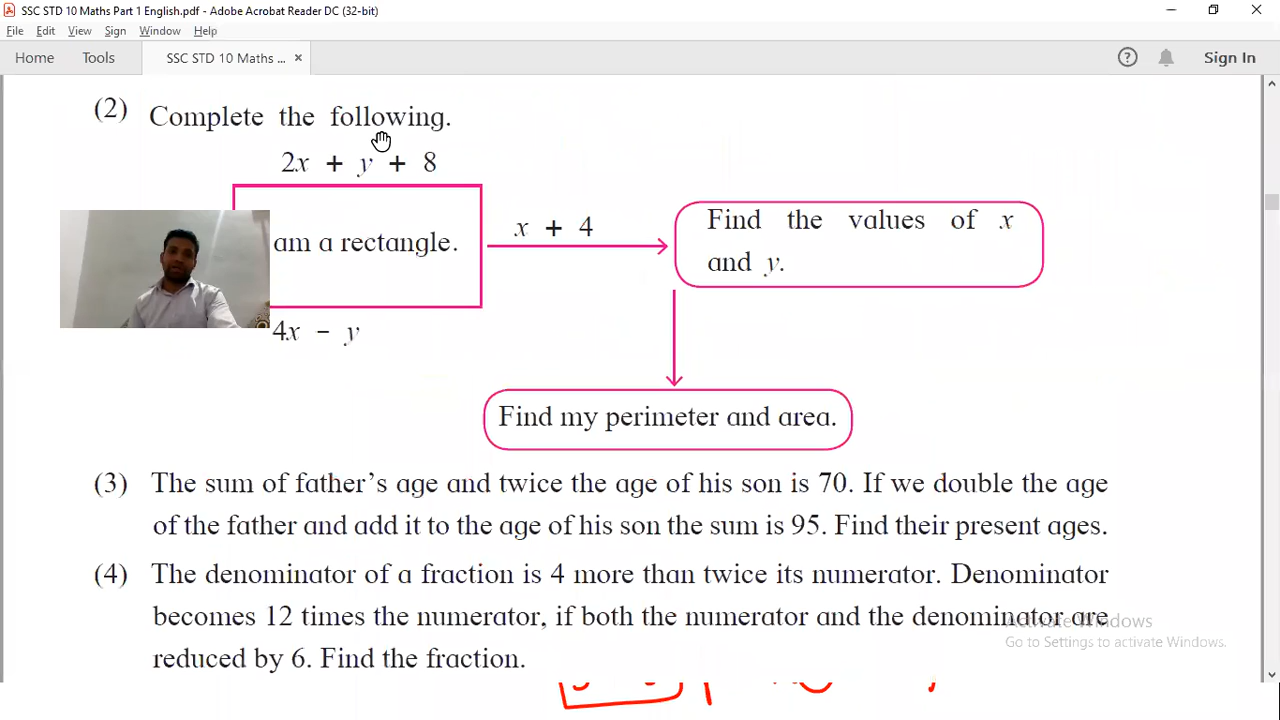 SSC STD 10 Maths Part 1 English.pdf - Adobe Acrobat Reader DC (32-bit)
File Edit View Sign Window Help
Home Tools SSC STD 10 Maths ... × Sign In
(2) Complete the following.
2x + y + 8
am a rectangle.
x + 4
Find the values of x
and y.
4x - y
Find my perimeter and area.
(3) The sum of father's age and twice the age of his son is 70. If we double the age
of the father and add it to the age of his son the sum is 95. Find their present ages.
(4) The denominator of a fraction is 4 more than twice its numerator. Denominator
becomes 12 times the numerator, if both the numerator and the denominator are
reduced by 6. Find the fraction.
Activate Windows
Go to Settings to activate Windows.